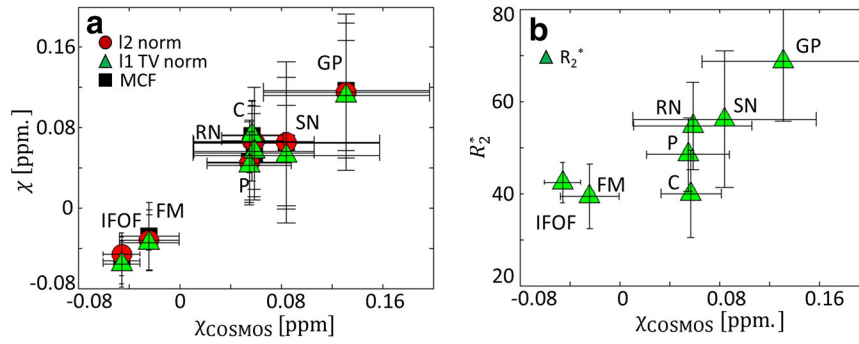 a
l2 norm
l1 TV norm
MCF
GP
C
RN
SN
P
IFOF
FM
0.16
0.08
0
-0.08
χ [ppm.]
-0.08 0 0.08 0.16
χCOSMOS [ppm]
b
R2*
GP
RN
SN
P
C
FM
IFOF
80
60
40
20
R2*
-0.08 0 0.08 0.16
χCOSMOS [ppm.]